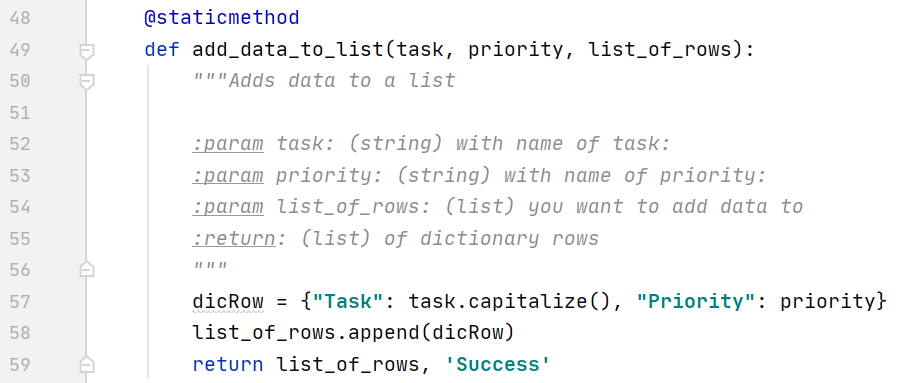 48 @staticmethod
49 def add_data_to_list(task, priority, list_of_rows):
50 """Adds data to a list
51
52 :param task: (string) with name of task:
53 :param priority: (string) with name of priority:
54 :param list_of_rows: (list) you want to add data to
55 :return: (list) of dictionary rows
56 """
57 dicRow = {"Task": task.capitalize(), "Priority": priority}
58 list_of_rows.append(dicRow)
59 return list_of_rows, 'Success'